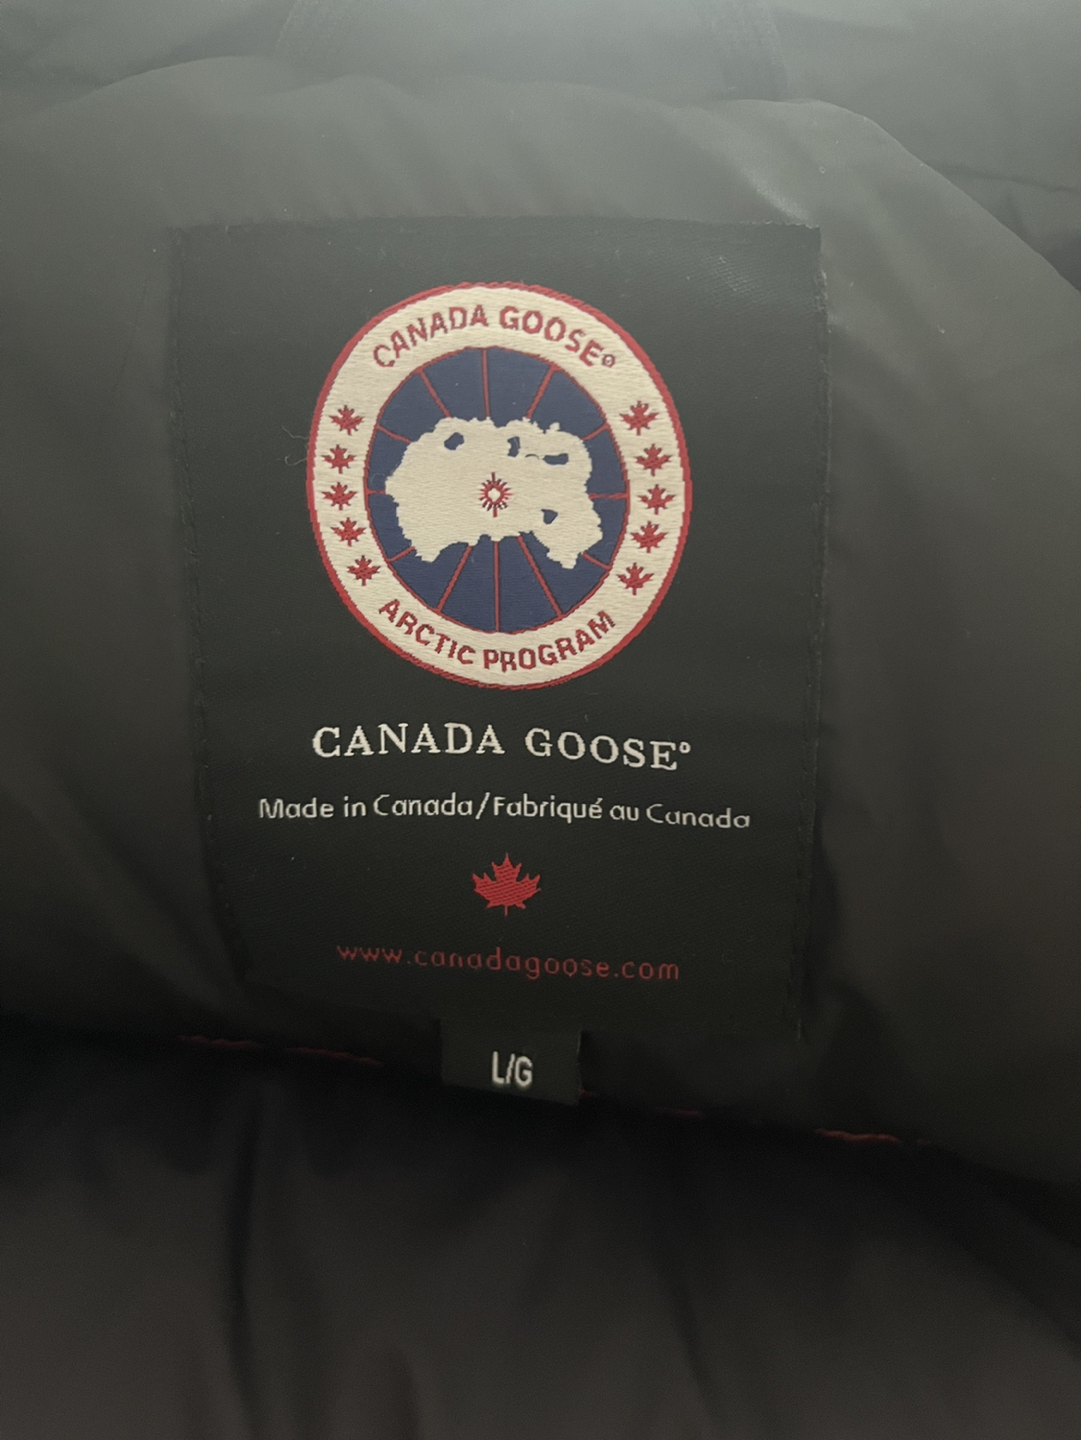 CANADA GOOSE®
ARCTIC PROGRAM
CANADA GOOSE®
Made in Canada/Fabriqué au Canada
www.canadagoose.com
L/G